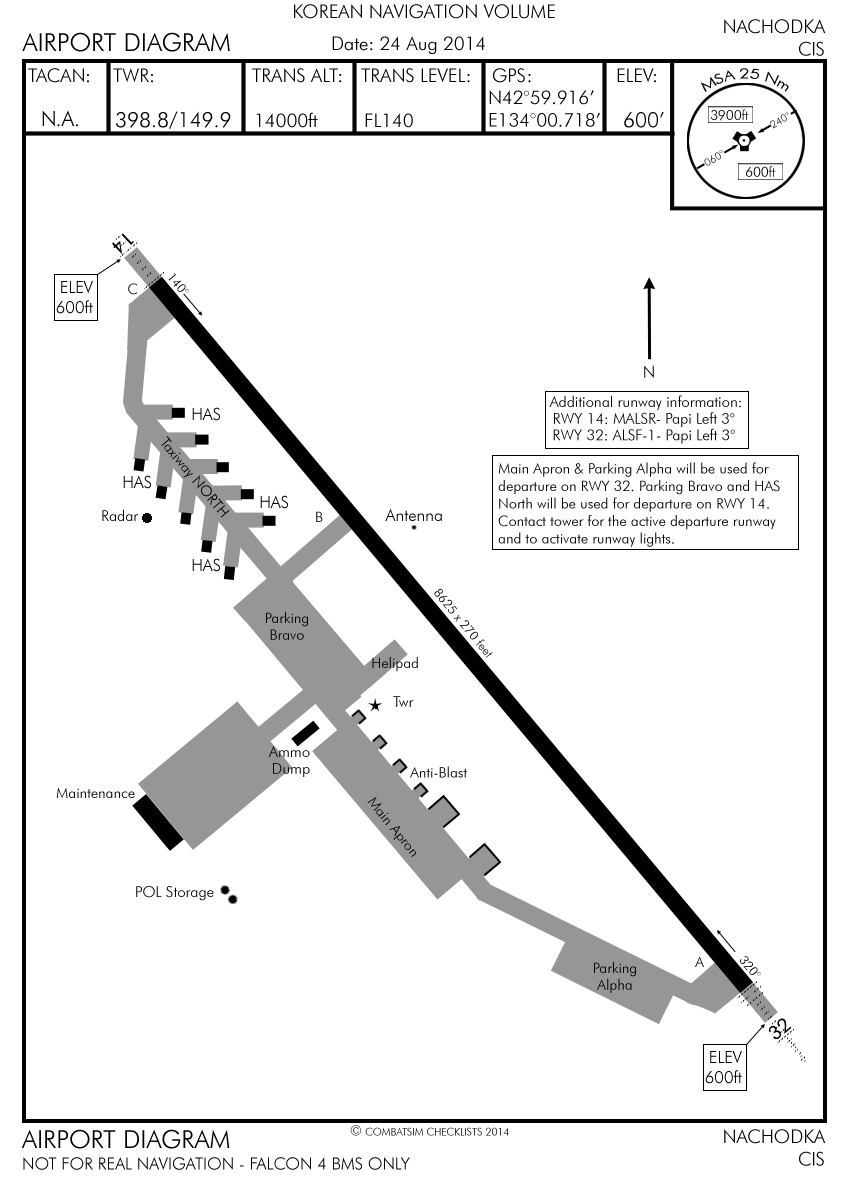 KOREAN NAVIGATION VOLUME
AIRPORT DIAGRAM
Date: 24 Aug 2014
NACHODKA
CIS
TACAN:
N.A.
TWR:
398.8/149.9
TRANS ALT:
14000ft
TRANS LEVEL:
FL140
GPS:
N42°59.916'
E134°00.718'
ELEV:
600'
MSA 25 Nm
3900ft
240°
060°
600ft
14
ELEV
600ft
C
140°
N
Additional runway information:
RWY 14: MALSR- Papi Left 3°
RWY 32: ALSF-1- Papi Left 3°
HAS
Taxiway NORTH
Main Apron & Parking Alpha will be used for
departure on RWY 32. Parking Bravo and HAS
North will be used for departure on RWY 14.
Contact tower for the active departure runway
and to activate runway lights.
HAS
HAS
Radar
B
Antenna
HAS
8625 x 270 feet
Parking
Bravo
Helipad
Twr
Ammo
Dump
Anti-Blast
Maintenance
Main Apron
POL Storage
A
320°
Parking
Alpha
32
ELEV
600ft
AIRPORT DIAGRAM
© COMBATSIM CHECKLISTS 2014
NACHODKA
CIS
NOT FOR REAL NAVIGATION - FALCON 4 BMS ONLY